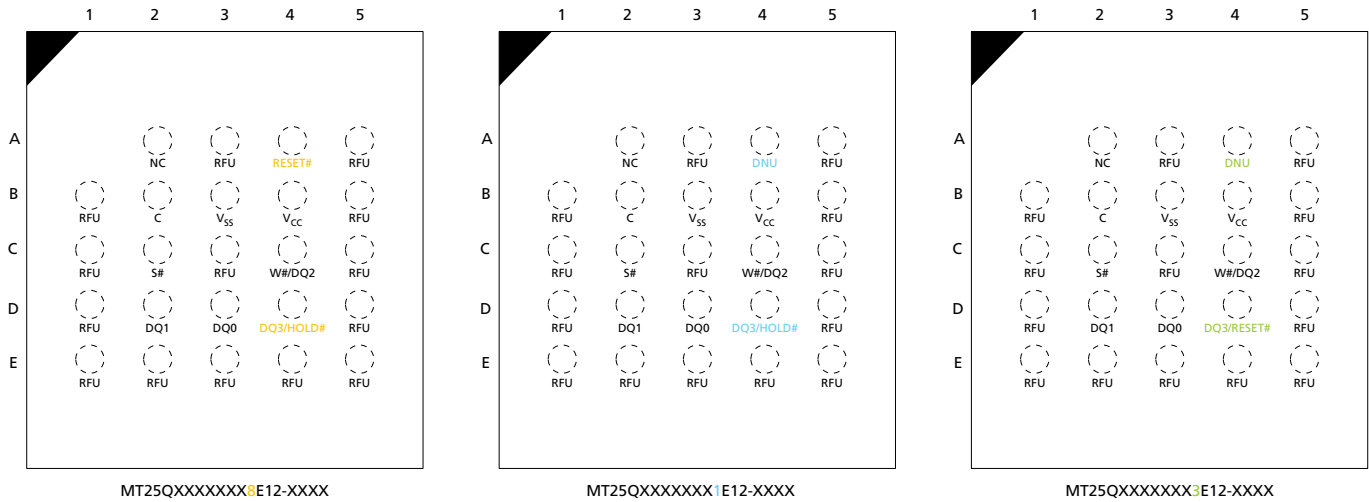 1 2 3 4 5 1 2 3 4 5 1 2 3 4 5
A A A
NC RFU RESET# RFU NC RFU DNU RFU NC RFU DNU RFU
B B B
RFU C VSS VCC RFU RFU C VSS VCC RFU RFU C VSS VCC RFU
C C C
RFU S# RFU W#/DQ2 RFU RFU S# RFU W#/DQ2 RFU RFU S# RFU W#/DQ2 RFU
D D D
RFU DQ1 DQ0 DQ3/HOLD# RFU RFU DQ1 DQ0 DQ3/HOLD# RFU RFU DQ1 DQ0 DQ3/RESET# RFU
E E E
RFU RFU RFU RFU RFU RFU RFU RFU RFU RFU RFU RFU RFU RFU RFU
MT25QXXXXXXX8E12-XXXX MT25QXXXXXXX1E12-XXXX MT25QXXXXXXX3E12-XXXX